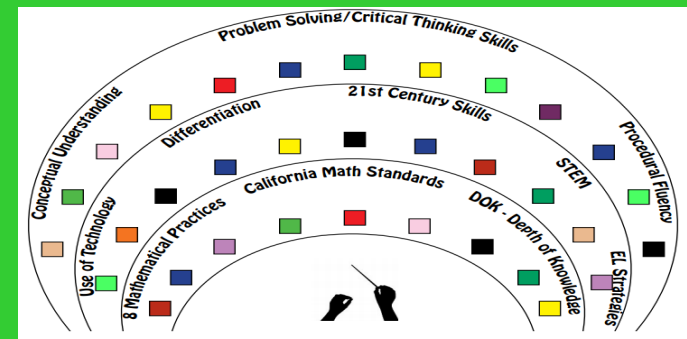 Problem Solving/Critical Thinking Skills
Conceptual Understanding
Procedural Fluency
Differentiation
21st Century Skills
STEM
Use of Technology
EL Strategies
California Math Standards
8 Mathematical Practices
DOK - Depth of Knowledge